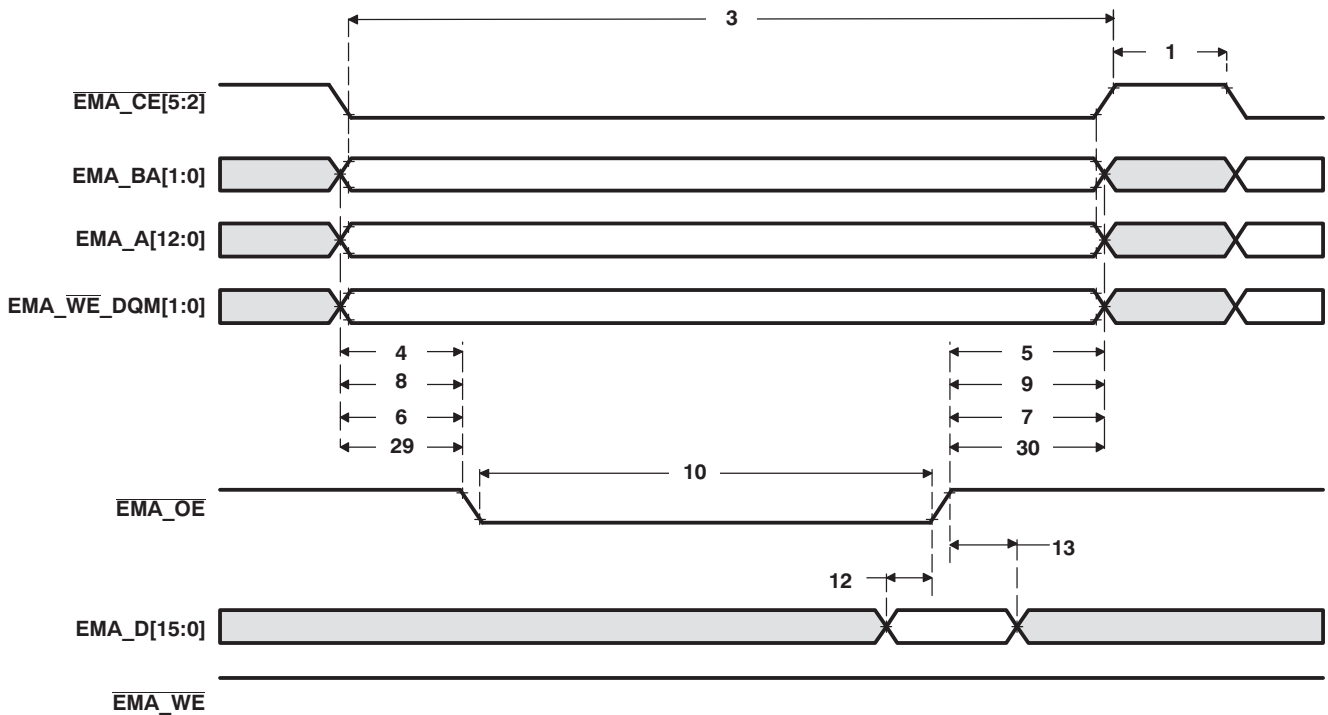 3
1
EMA_CE[5:2]
EMA_BA[1:0]
EMA_A[12:0]
EMA_WE_DQM[1:0]
4 5
8 9
6 7
29 30
10
EMA_OE
13
12
EMA_D[15:0]
EMA_WE